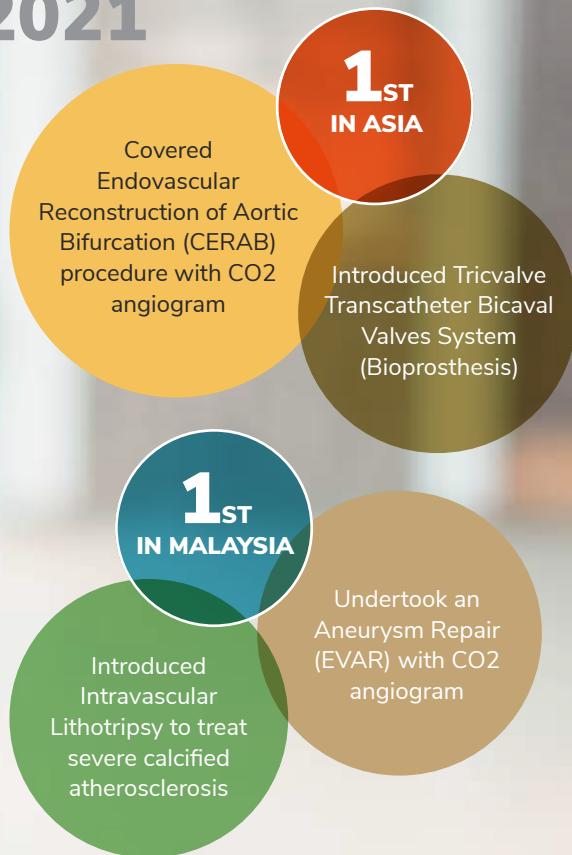 2021
1ST
IN ASIA
Covered
Endovascular
Reconstruction of Aortic
Bifurcation (CERAB)
procedure with CO2
angiogram
Introduced Tricvalve
Transcatheter Bicaval
Valves System
(Bioprosthesis)
1ST
IN MALAYSIA
Undertook an
Aneurysm Repair
(EVAR) with CO2
angiogram
Introduced
Intravascular
Lithotripsy to treat
severe calcified
atherosclerosis